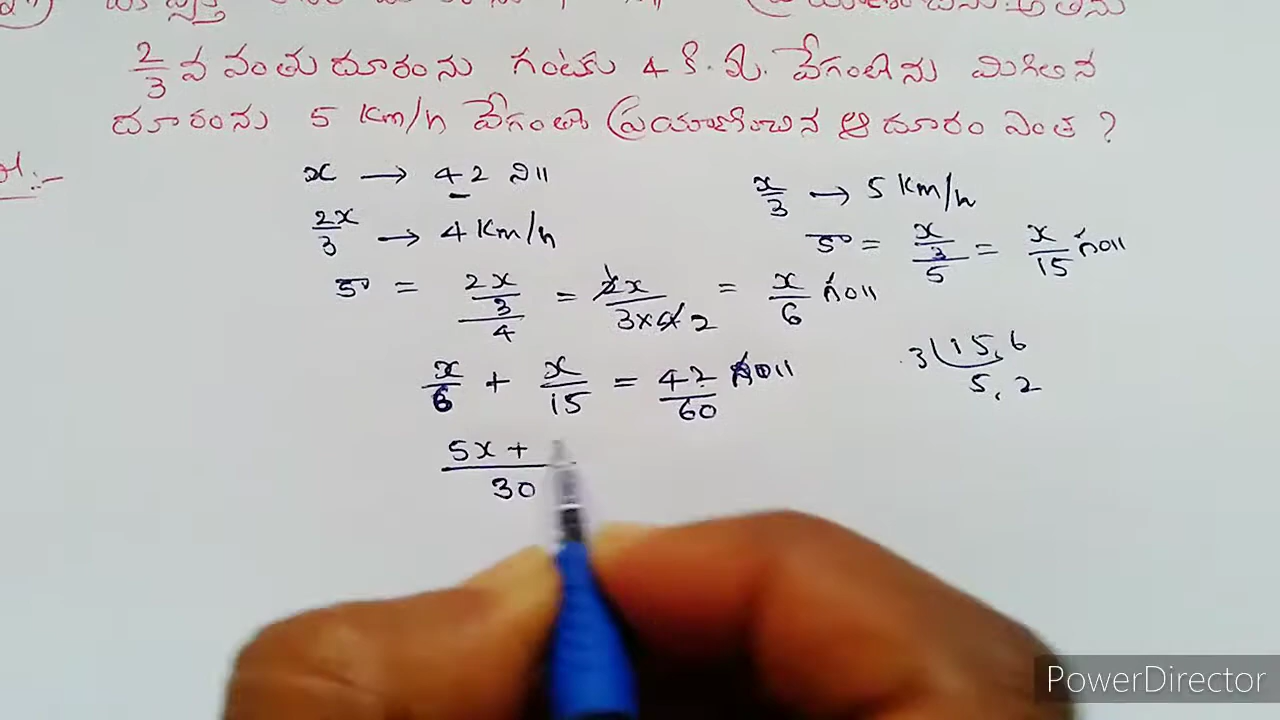 2/3 వ వంతు దూరంను గంటకు 4 కి.మీ. వేగంతోను మిగిలిన
దూరంను 5 Km/h వేగంతో ప్రయాణించిన ఆ దూరం ఎంత ?
x → 42 ని॥
2x/3 → 4 Km/h
కా = 2x/3/4 = 2x/3×4 2 = x/6 గం॥
x/3 → 5 Km/h
కా = x/3/5 = x/15 గం॥
x/6 + x/15 = 42/60 గం॥
3 15, 6
5, 2
5x + /30
PowerDirector